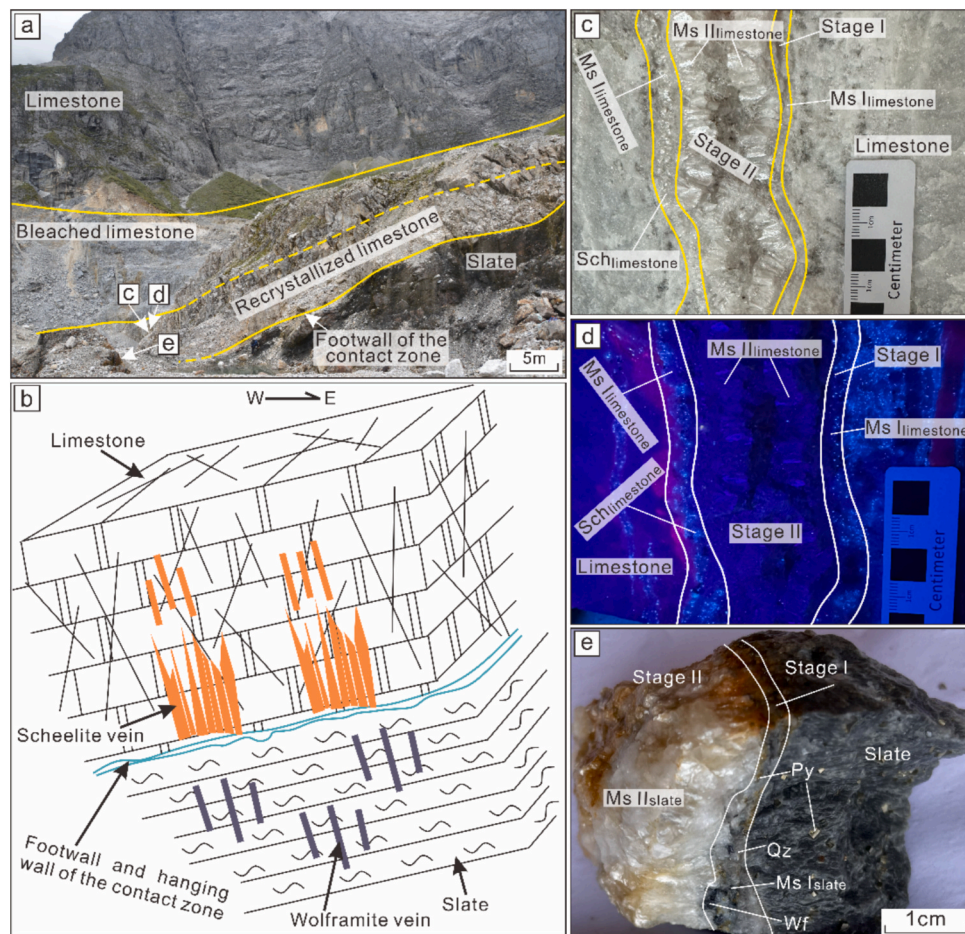 a
Limestone
Bleached limestone
Recrystallized limestone
Slate
c
d
e
Footwall of the
contact zone
5m
b
W
E
Limestone
Scheelite vein
Footwall and hanging
wall of the contact zone
Wolframite vein
Slate
c
Ms IIlimestone
Stage I
Ms Ilimestone
Ms Ilimestone
Limestone
Stage II
Schlimestone
1cm
Centimeter
d
Ms IIlimestone
Stage I
Ms Ilimestone
Ms Ilimestone
Schlimestone
Stage II
Limestone
Centimeter
e
Stage II
Stage I
Slate
Py
Ms IIslate
Qz
Ms Islate
Wf
1cm